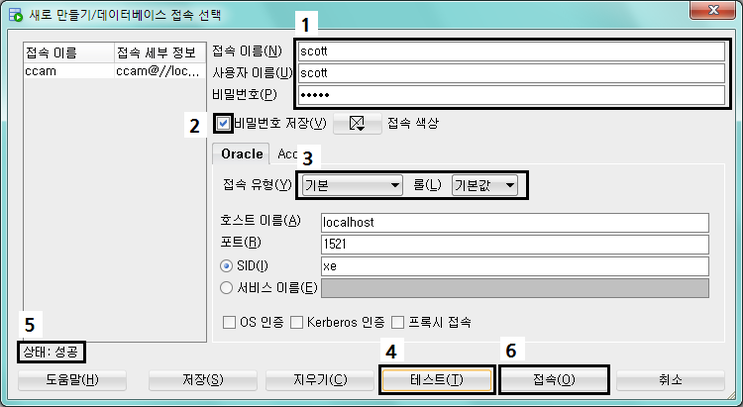 새로 만들기/데이터베이스 접속 선택
1
접속 이름 접속 세부 정보
ccam ccam@//loc...
접속 이름(N) scott
사용자 이름(U) scott
비밀번호(P) •••••
2 비밀번호 저장(V) 접속 색상
Oracle Acc 3
접속 유형(Y) 기본 롤(L) 기본값
호스트 이름(A) localhost
포트(R) 1521
SID(I) xe
서비스 이름(E)
OS 인증 Kerberos 인증 프록시 접속
5
상태: 성공
4 6
도움말(H) 저장(S) 지우기(C) 테스트(T) 접속(O) 취소